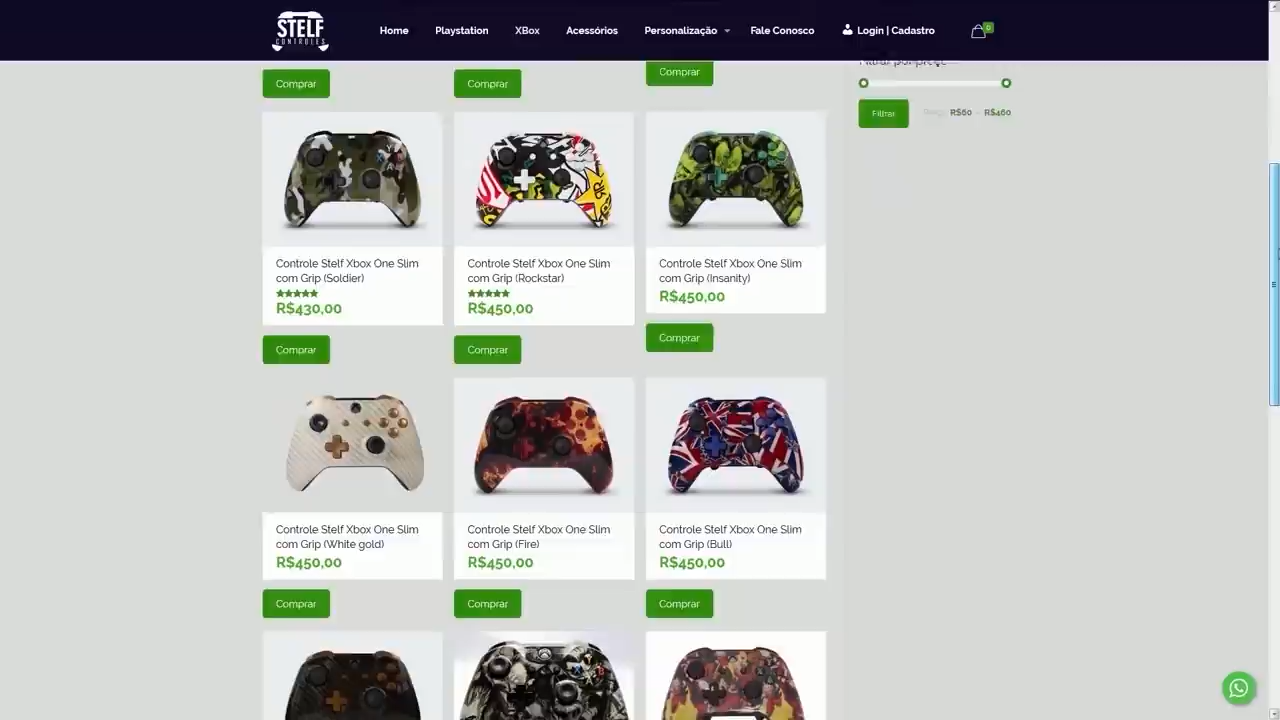 STELF
CONTROLES
Home
Playstation
XBox
Acessórios
Personalização
Fale Conosco
Login | Cadastro
0
Comprar
Comprar
Comprar
Filtrar
R$60 - R$460
Controle Stelf Xbox One Slim
com Grip (Soldier)
R$430,00
Comprar
Controle Stelf Xbox One Slim
com Grip (Rockstar)
R$450,00
Comprar
Controle Stelf Xbox One Slim
com Grip (Insanity)
R$450,00
Comprar
Controle Stelf Xbox One Slim
com Grip (White gold)
R$450,00
Comprar
Controle Stelf Xbox One Slim
com Grip (Fire)
R$450,00
Comprar
Controle Stelf Xbox One Slim
com Grip (Bull)
R$450,00
Comprar